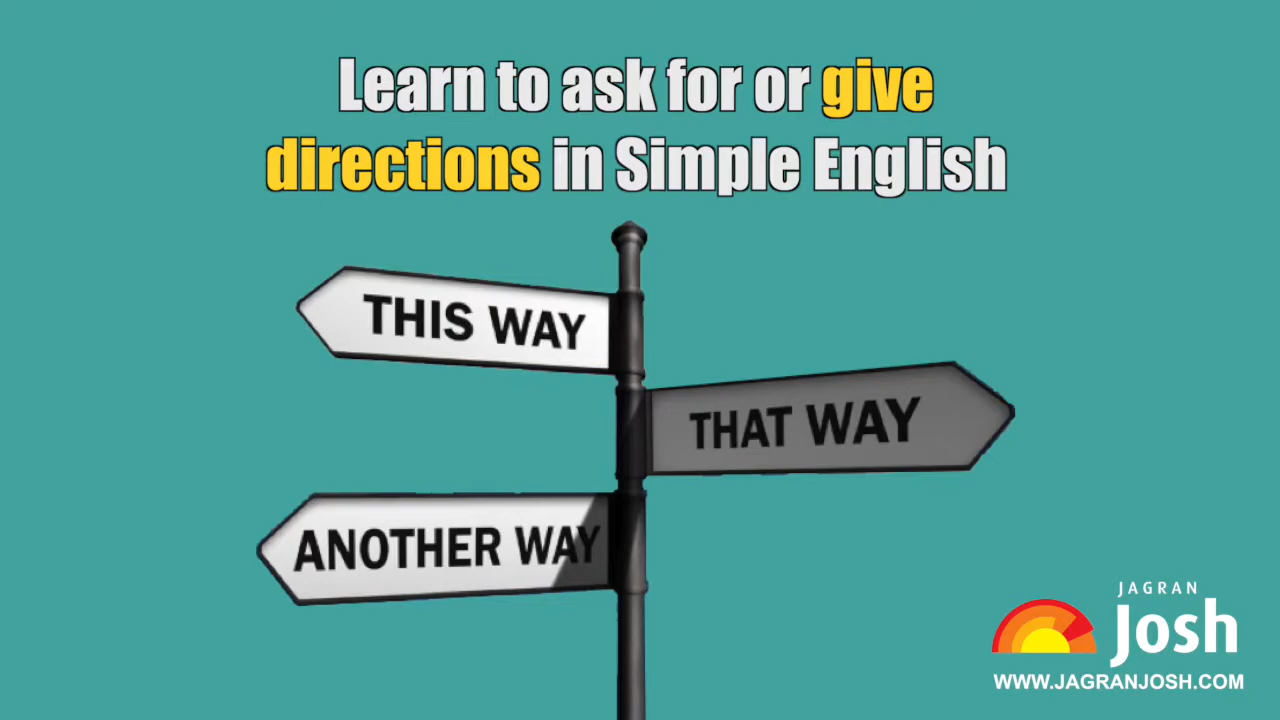 Learn to ask for or give
directions in Simple English
THIS WAY
THAT WAY
ANOTHER WAY
JAGRAN
Josh
WWW.JAGRANJOSH.COM